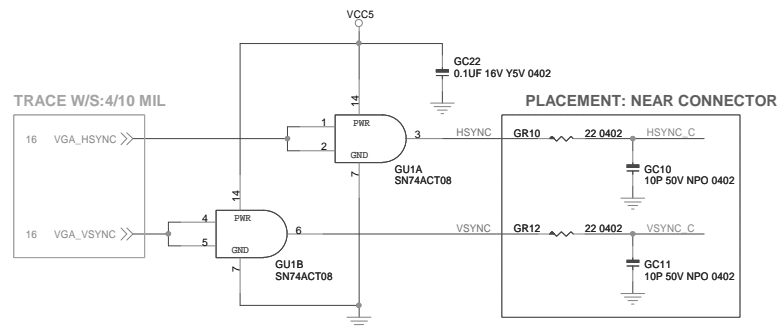 VCC5
GC22
0.1UF 16V Y5V 0402
TRACE W/S:4/10 MIL
PLACEMENT: NEAR CONNECTOR
14
16 VGA_HSYNC
1
PWR
3
HSYNC
GR10
22 0402
HSYNC_C
2
GND
7
GU1A
SN74ACT08
GC10
10P 50V NPO 0402
14
16 VGA_VSYNC
4
PWR
6
VSYNC
GR12
22 0402
VSYNC_C
5
GND
7
GU1B
SN74ACT08
GC11
10P 50V NPO 0402